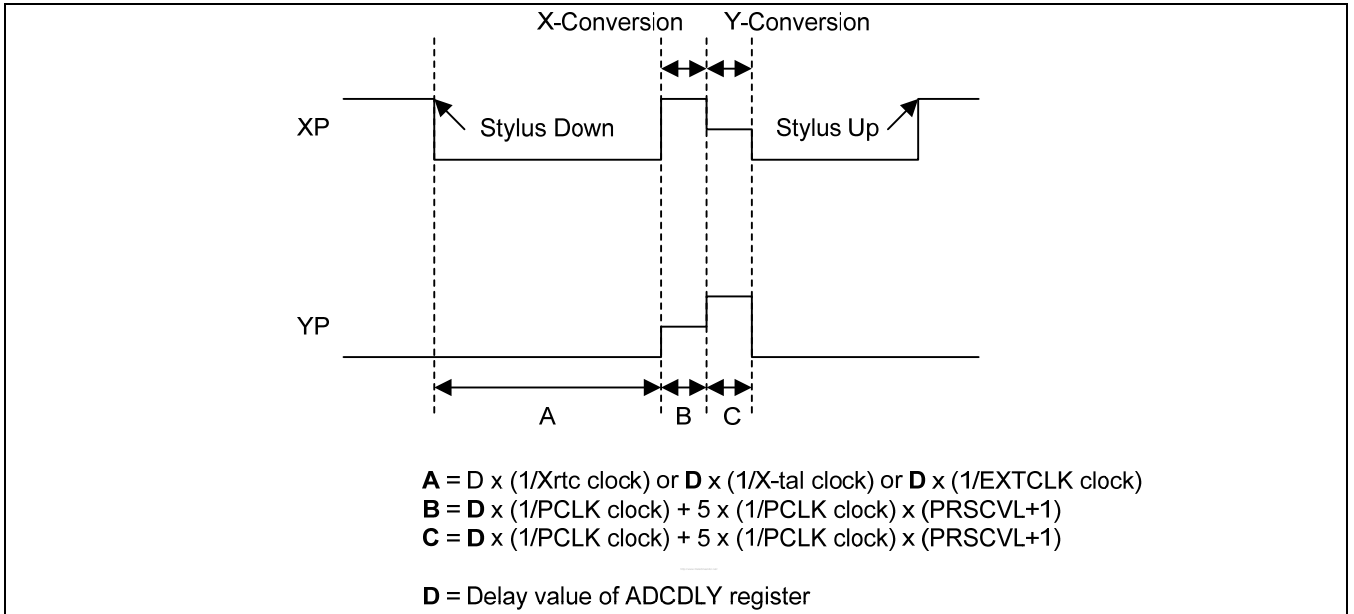 X-Conversion Y-Conversion
XP
Stylus Down
Stylus Up
YP
A
B
C
A = D x (1/Xrtc clock) or D x (1/X-tal clock) or D x (1/EXTCLK clock)
B = D x (1/PCLK clock) + 5 x (1/PCLK clock) x (PRSCVL+1)
C = D x (1/PCLK clock) + 5 x (1/PCLK clock) x (PRSCVL+1)
D = Delay value of ADCDLY register